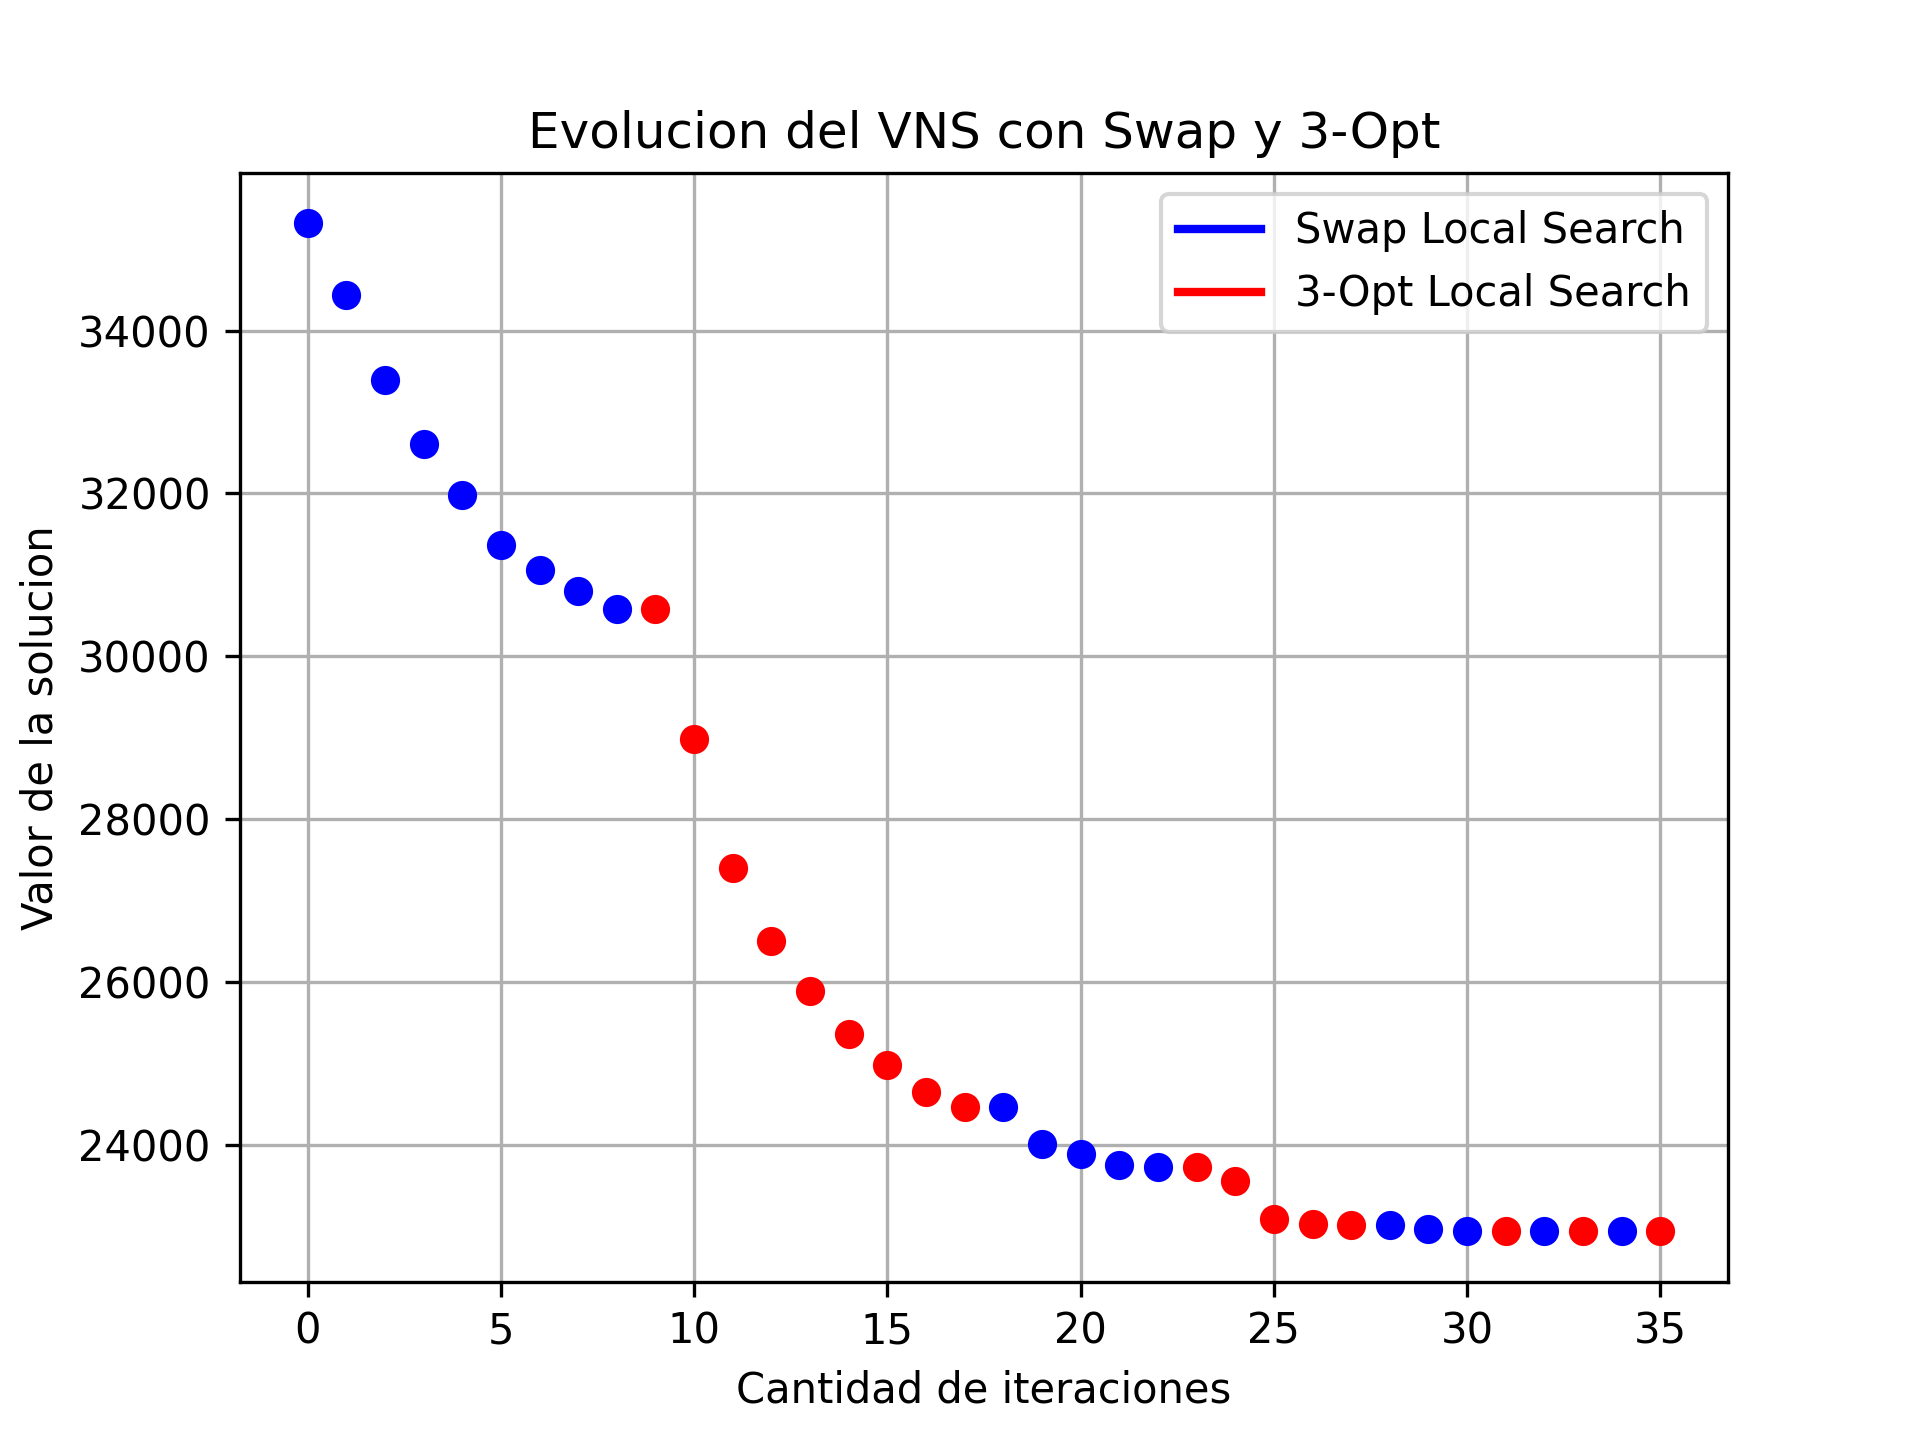 Evolucion del VNS con Swap y 3-Opt
Swap Local Search
3-Opt Local Search
Valor de la solucion
34000
32000
30000
28000
26000
24000
0 5 10 15 20 25 30 35
Cantidad de iteraciones